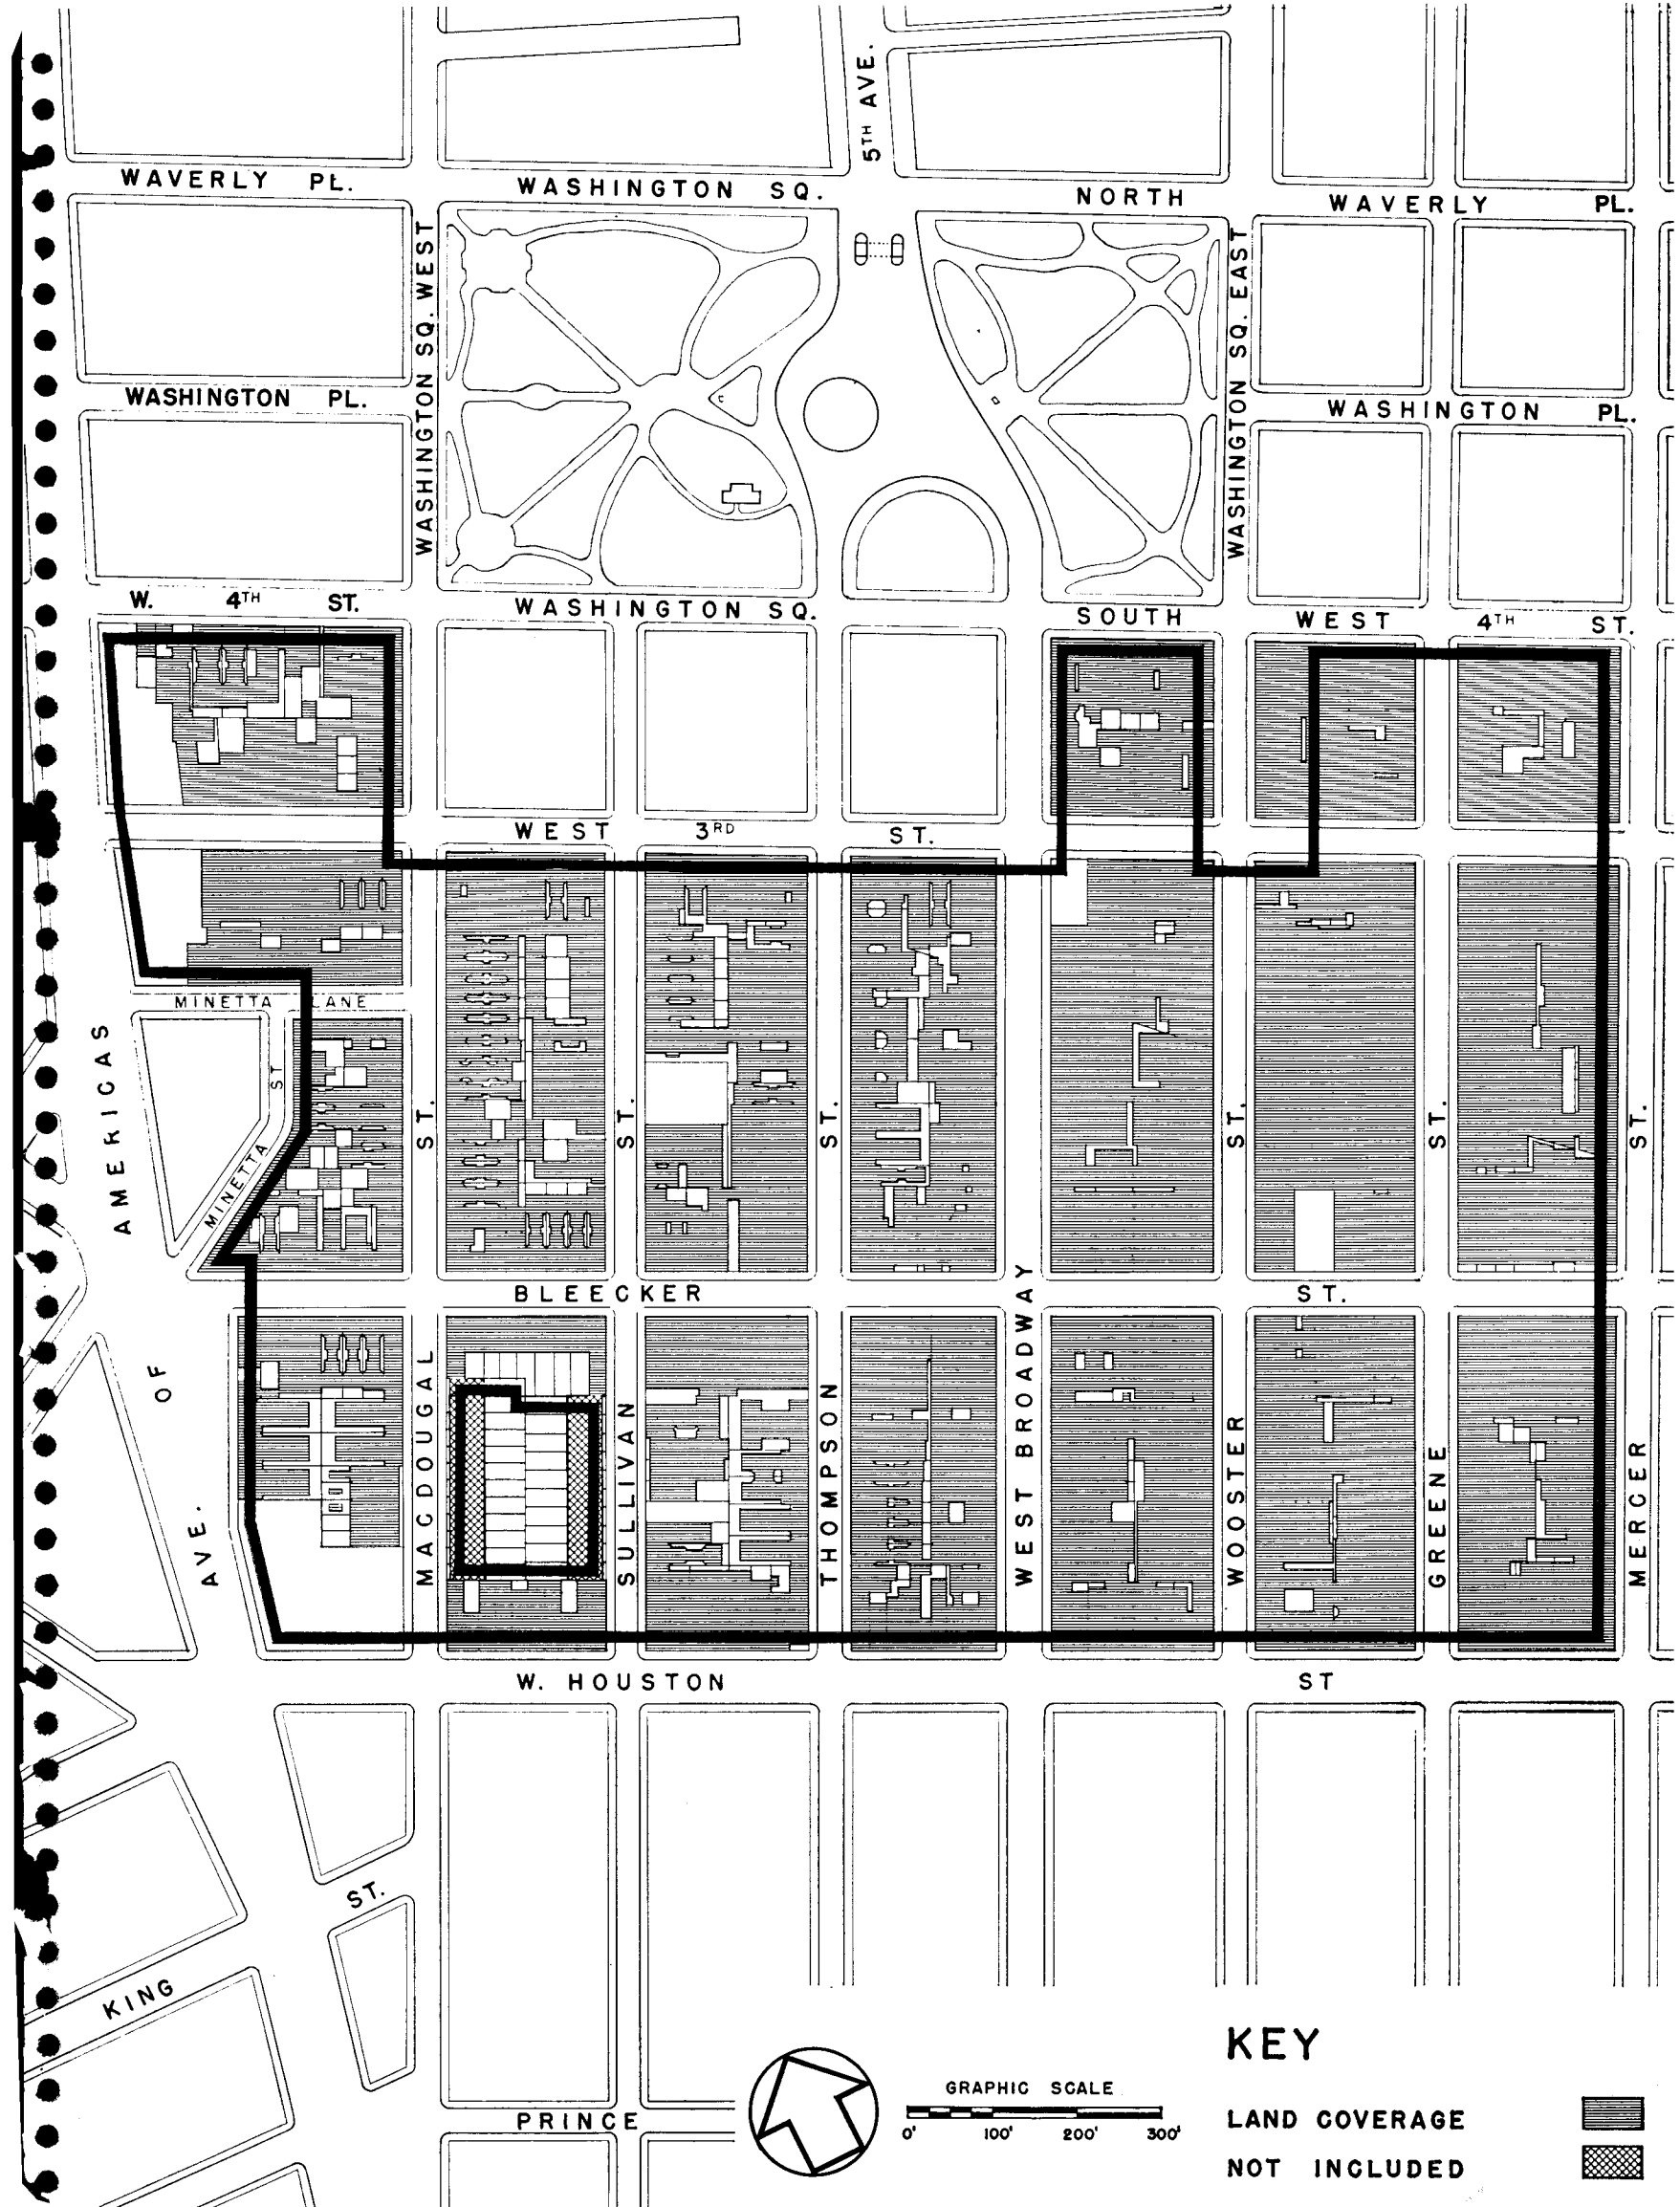 5TH AVE.
WAVERLY PL.
WASHINGTON SQ.
NORTH
WAVERLY PL.
WASHINGTON SQ. WEST
WASHINGTON SQ. EAST
WASHINGTON PL.
WASHINGTON PL.
W. 4TH ST.
WASHINGTON SQ.
SOUTH
WEST 4TH ST.
WEST 3RD ST.
MINETTA LANE
MINETTA ST
AVE. OF AMERICAS
MACDOUGAL ST.
SULLIVAN ST.
THOMPSON ST.
WEST BROADWAY
WOOSTER ST.
GREENE ST.
MERCER ST.
BLEECKER ST.
W. HOUSTON ST
KING ST.
PRINCE
GRAPHIC SCALE
0' 100' 200' 300'
KEY
LAND COVERAGE
NOT INCLUDED